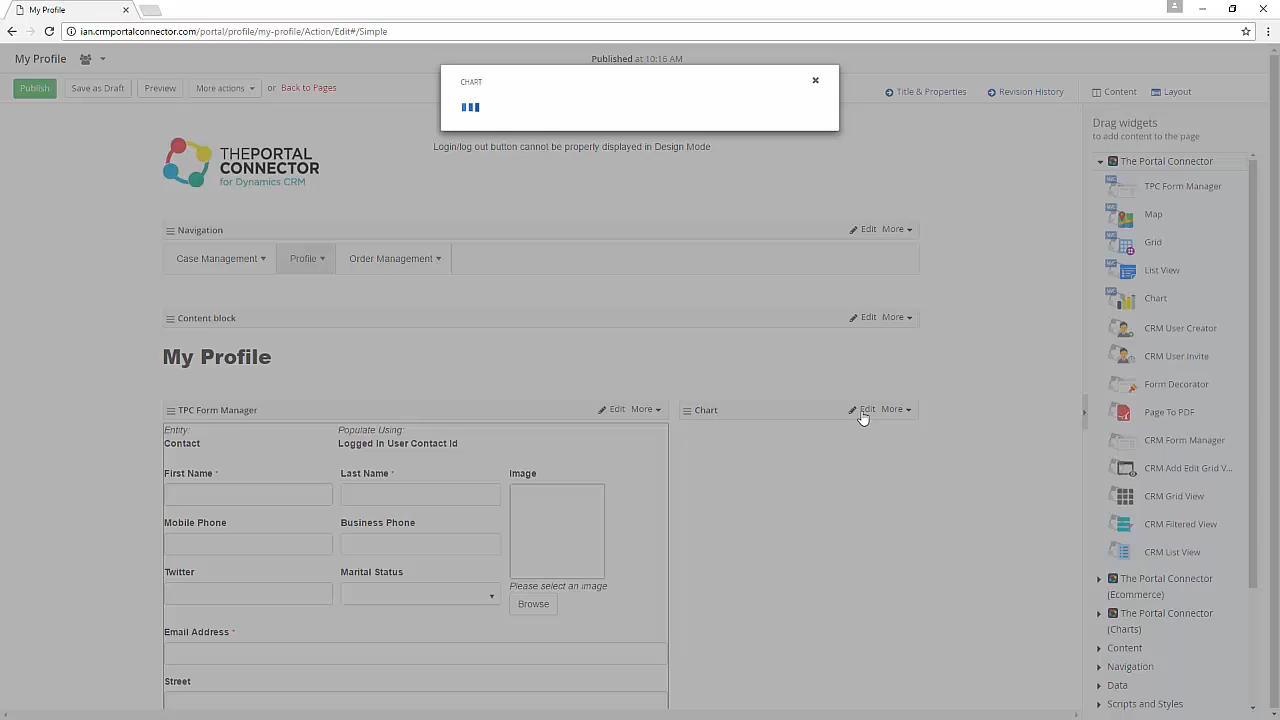 My Profile
ian.crmportalconnector.com/portal/profile/my-profile/Action/Edit#/Simple
My Profile
Published at 10:16 AM
Publish
Save as Draft
Preview
More actions
or
Back to Pages
Title & Properties
Revision History
Content
Layout
CHART
Drag widgets
to add content to the page
THEPORTAL
CONNECTOR
for Dynamics CRM
Login/log out button cannot be properly displayed in Design Mode
Navigation
Edit
More
Case Management
Profile
Order Management
Content block
Edit
More
My Profile
TPC Form Manager
Edit
More
Chart
Edit
More
Entity:
Populate Using:
Contact
Logged In User Contact Id
First Name *
Last Name *
Image
Mobile Phone
Business Phone
Twitter
Marital Status
Please select an image
Browse
Email Address *
Street
The Portal Connector
TPC Form Manager
Map
Grid
List View
Chart
CRM User Creator
CRM User Invite
Form Decorator
Page To PDF
CRM Form Manager
CRM Add Edit Grid V...
CRM Grid View
CRM Filtered View
CRM List View
The Portal Connector
(Ecommerce)
The Portal Connector
(Charts)
Content
Navigation
Data
Scripts and Styles